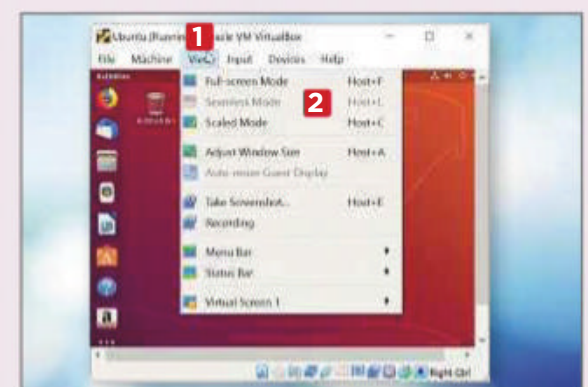 Ubuntu [Running] Oracle VM VirtualBox
1
File Machine View Input Devices Help
Full-screen Mode Host+F
Seamless Mode Host+L
2
Scaled Mode Host+C
Adjust Window Size Host+A
Auto-resize Guest Display
Take Screenshot... Host+E
Recording
Menu Bar
Status Bar
Virtual Screen 1
Right Ctrl